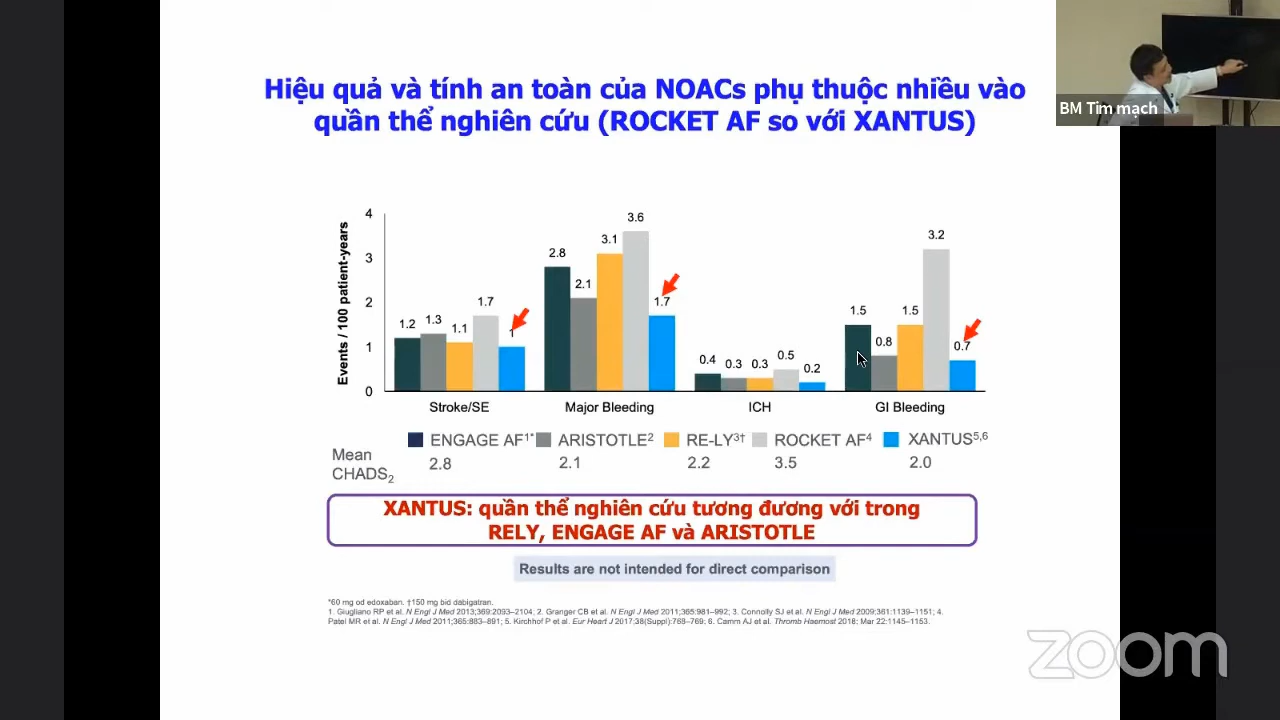 Hiệu quả và tính an toàn của NOACs phụ thuộc nhiều vào
quần thể nghiên cứu (ROCKET AF so với XANTUS)
BM Tim mạch
Events / 100 patient-years
4
3
2
1
0
1.2
1.3
1.1
1.7
1
2.8
2.1
3.1
3.6
1.7
0.4
0.3
0.3
0.5
0.2
1.5
0.8
1.5
3.2
0.7
Stroke/SE
Major Bleeding
ICH
GI Bleeding
ENGAGE AF1* ARISTOTLE2 RE-LY3† ROCKET AF4 XANTUS5,6
Mean
CHADS2
2.8 2.1 2.2 3.5 2.0
XANTUS: quần thể nghiên cứu tương đương với trong
RELY, ENGAGE AF và ARISTOTLE
Results are not intended for direct comparison
*60 mg od edoxaban. †150 mg bid dabigatran.
1. Giugliano RP et al. N Engl J Med 2013;369:2093–2104, 2. Granger CB et al. N Engl J Med 2011;365:981–992; 3. Connolly SJ et al. N Engl J Med 2009;361:1139–1151; 4.
Patel MR et al. N Engl J Med 2011;365:883–891; 5. Kirchhof P et al. Eur Heart J 2017;38(Suppl):768–769; 6. Camm AJ et al. Thromb Haemost 2018: Mar 22:1145–1153.
zoom